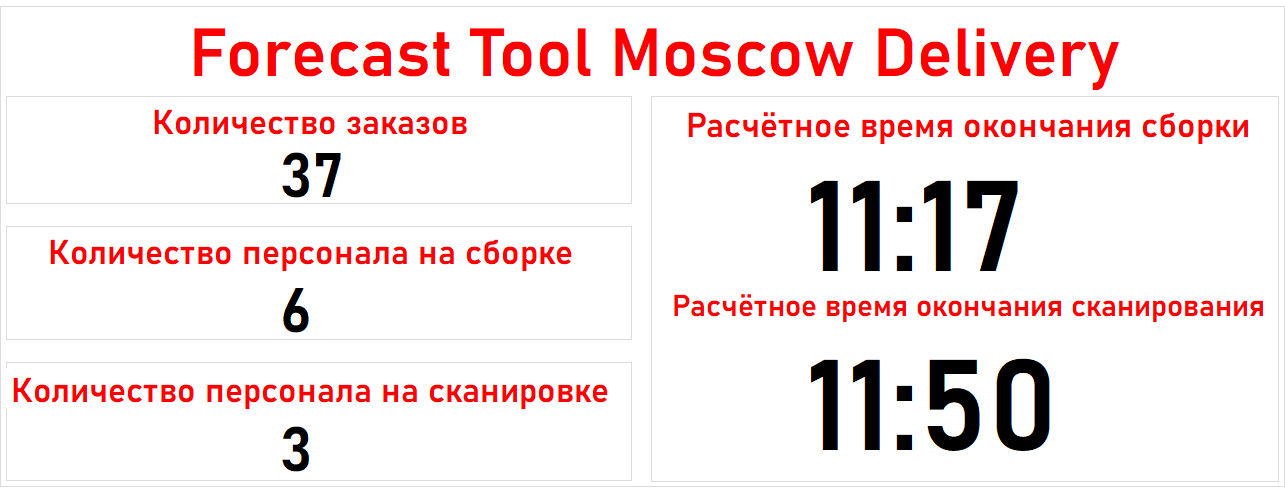 Forecast Tool Moscow Delivery
Количество заказов
37
Количество персонала на сборке
6
Количество персонала на сканировке
3
Расчётное время окончания сборки
11:17
Расчётное время окончания сканирования
11:50